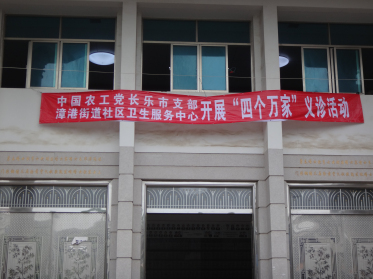 中国农工党长乐市支部
漳港街道社区卫生服务中心
开展“四个万家”义诊活动